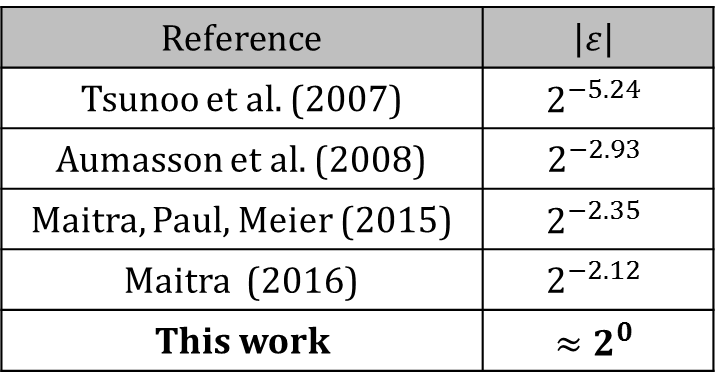 Reference |ε|
Tsunoo et al. (2007) 2^−5.24
Aumasson et al. (2008) 2^−2.93
Maitra, Paul, Meier (2015) 2^−2.35
Maitra (2016) 2^−2.12
This work ≈ 2^0